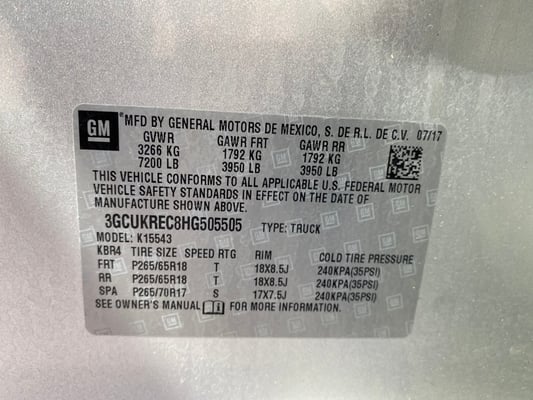 GM MFD BY GENERAL MOTORS DE MEXICO, S. DE R.L. DE C.V. 07/17
GVWR GAWR FRT GAWR RR
3266 KG 1792 KG 1792 KG
7200 LB 3950 LB 3950 LB
THIS VEHICLE CONFORMS TO ALL APPLICABLE U.S. FEDERAL MOTOR
VEHICLE SAFETY STANDARDS IN EFFECT ON THE DATE OF
MANUFACTURE SHOWN ABOVE.
3GCUKREC8HG505505 TYPE: TRUCK
MODEL: K15543
KBR4 TIRE SIZE SPEED RTG RIM COLD TIRE PRESSURE
FRT P265/65R18 T 18X8.5J 240KPA(35PSI)
RR P265/65R18 T 18X8.5J 240KPA(35PSI)
SPA P265/70R17 S 17X7.5J 240KPA(35PSI)
SEE OWNER'S MANUAL FOR MORE INFORMATION.